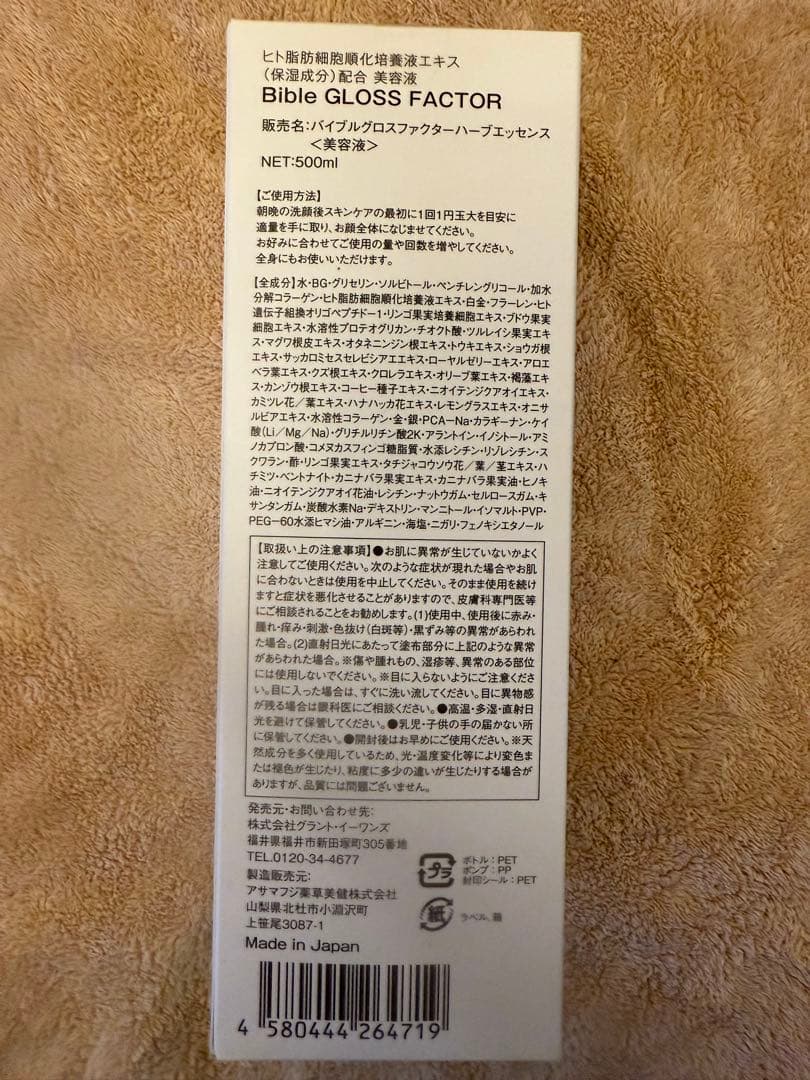 ヒト脂肪細胞順化培養液エキス
(保湿成分)配合 美容液
Bible GLOSS FACTOR
販売名:バイブルグロスファクターハーブエッセンス
<美容液>
NET:500ml
【ご使用方法】
朝晩の洗顔後スキンケアの最初に1回1円玉大を目安に
適量を手に取り、お顔全体になじませてください。
お好みに合わせてご使用の量や回数を増やしてください。
全身にもお使いいただけます。
【全成分】水・BG・グリセリン・ソルビトール・ペンチレングリコール・加水
分解コラーゲン・ヒト脂肪細胞順化培養液エキス・白金・フラーレン・ヒト
遺伝子組換オリゴペプチド-1・リンゴ果実培養細胞エキス・ブドウ果実
細胞エキス・水溶性プロテオグリカン・チオクト酸・ツルレイシ果実エキ
ス・マグワ根皮エキス・オタネニンジン根エキス・トウキエキス・ショウガ根
エキス・サッカロミセスセレビシアエエキス・ローヤルゼリーエキス・アロエ
ベラ葉エキス・クズ根エキス・クロレラエキス・オリーブ葉エキス・褐藻エキ
ス・カンゾウ根エキス・コーヒー種子エキス・ニオイテンジクアオイエキス・
カミツレ花/葉エキス・ハナハッカ花エキス・レモングラスエキス・オニサ
ルビアエキス・水溶性コラーゲン・金・銀・PCA-Na・カラギーナン・ケイ
酸(Li/Mg/Na)・グリチルリチン酸2K・アラントイン・イノシトール・アミ
ノカプロン酸・コメヌカスフィンゴ糖脂質・水添レシチン・リゾレシチン・ス
クワラン・酢・リンゴ果実エキス・タチジャコウソウ花/葉/茎エキス・ハ
チミツ・ベントナイト・カニナバラ果実エキス・カニナバラ果実油・ヒノキ
油・ニオイテンジクアオイ花油・レシチン・ナットウガム・セルロースガム・キ
サンタンガム・炭酸水素Na・デキストリン・マンニトール・イソマルト・PVP・
PEG-60水添ヒマシ油・アルギニン・海塩・ニガリ・フェノキシエタノール
【取扱い上の注意事項】●お肌に異常が生じていないかよく
注意してご使用ください。次のような症状が現れた場合やお肌
に合わないときは使用を中止してください。そのまま使用を続け
ますと症状を悪化させることがありますので、皮膚科専門医等
にご相談されることをお勧めします。(1)使用中、使用後に赤み・
腫れ・痒み・刺激・色抜け(白斑等)・黒ずみ等の異常があらわれ
た場合。(2)直射日光にあたって塗布部分に上記のような異常
があらわれた場合。※傷や腫れもの、湿疹等、異常のある部位
には使用しないでください。※目に入らないようにご注意くださ
い。目に入った場合は、すぐに洗い流してください。目に異物感
が残る場合は眼科医にご相談ください。●高温・多湿・直射日
光を避けて保管してください。●乳児・子供の手の届かない所
に保管してください。●開封後はお早めにご使用ください。※天
然成分を多く使用しているため、光・温度変化等により変色ま
たは褪色が生じたり、粘度に多少の違いが生じたりする場合が
ありますが、品質には問題ございません。
発売元・お問い合わせ先:
株式会社グラント・イーワンズ
福井県福井市新田塚町305番地
TEL.0120-34-4677
製造販売元:
アサマフジ薬草美健株式会社
山梨県北杜市小淵沢町
上笹尾3087-1
Made in Japan
プラ
ボトル:PET
ポンプ:PP
封印シール:PET
紙
ラベル、箱
4 580444 264719